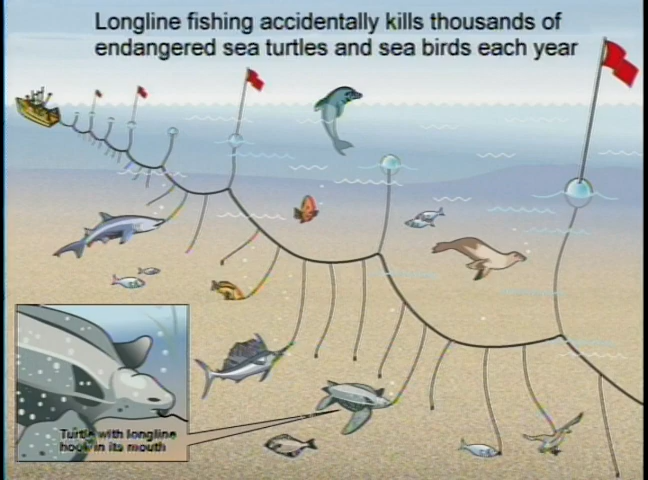 Longline fishing accidentally kills thousands of
endangered sea turtles and sea birds each year
Turtle with longline
hook in its mouth